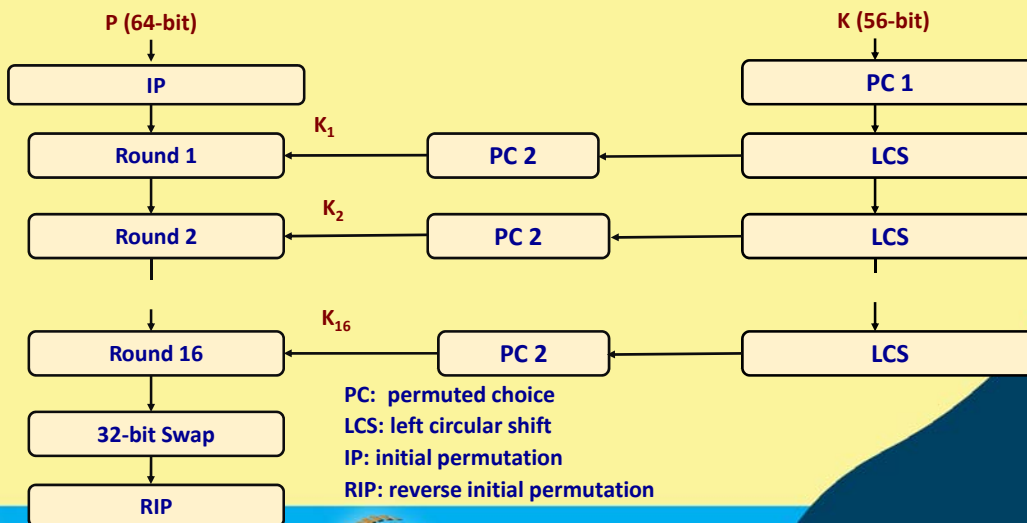 P (64-bit)
K (56-bit)
IP
PC 1
K1
Round 1
PC 2
LCS
K2
Round 2
PC 2
LCS
K16
Round 16
PC 2
LCS
PC: permuted choice
LCS: left circular shift
32-bit Swap
IP: initial permutation
RIP: reverse initial permutation
RIP